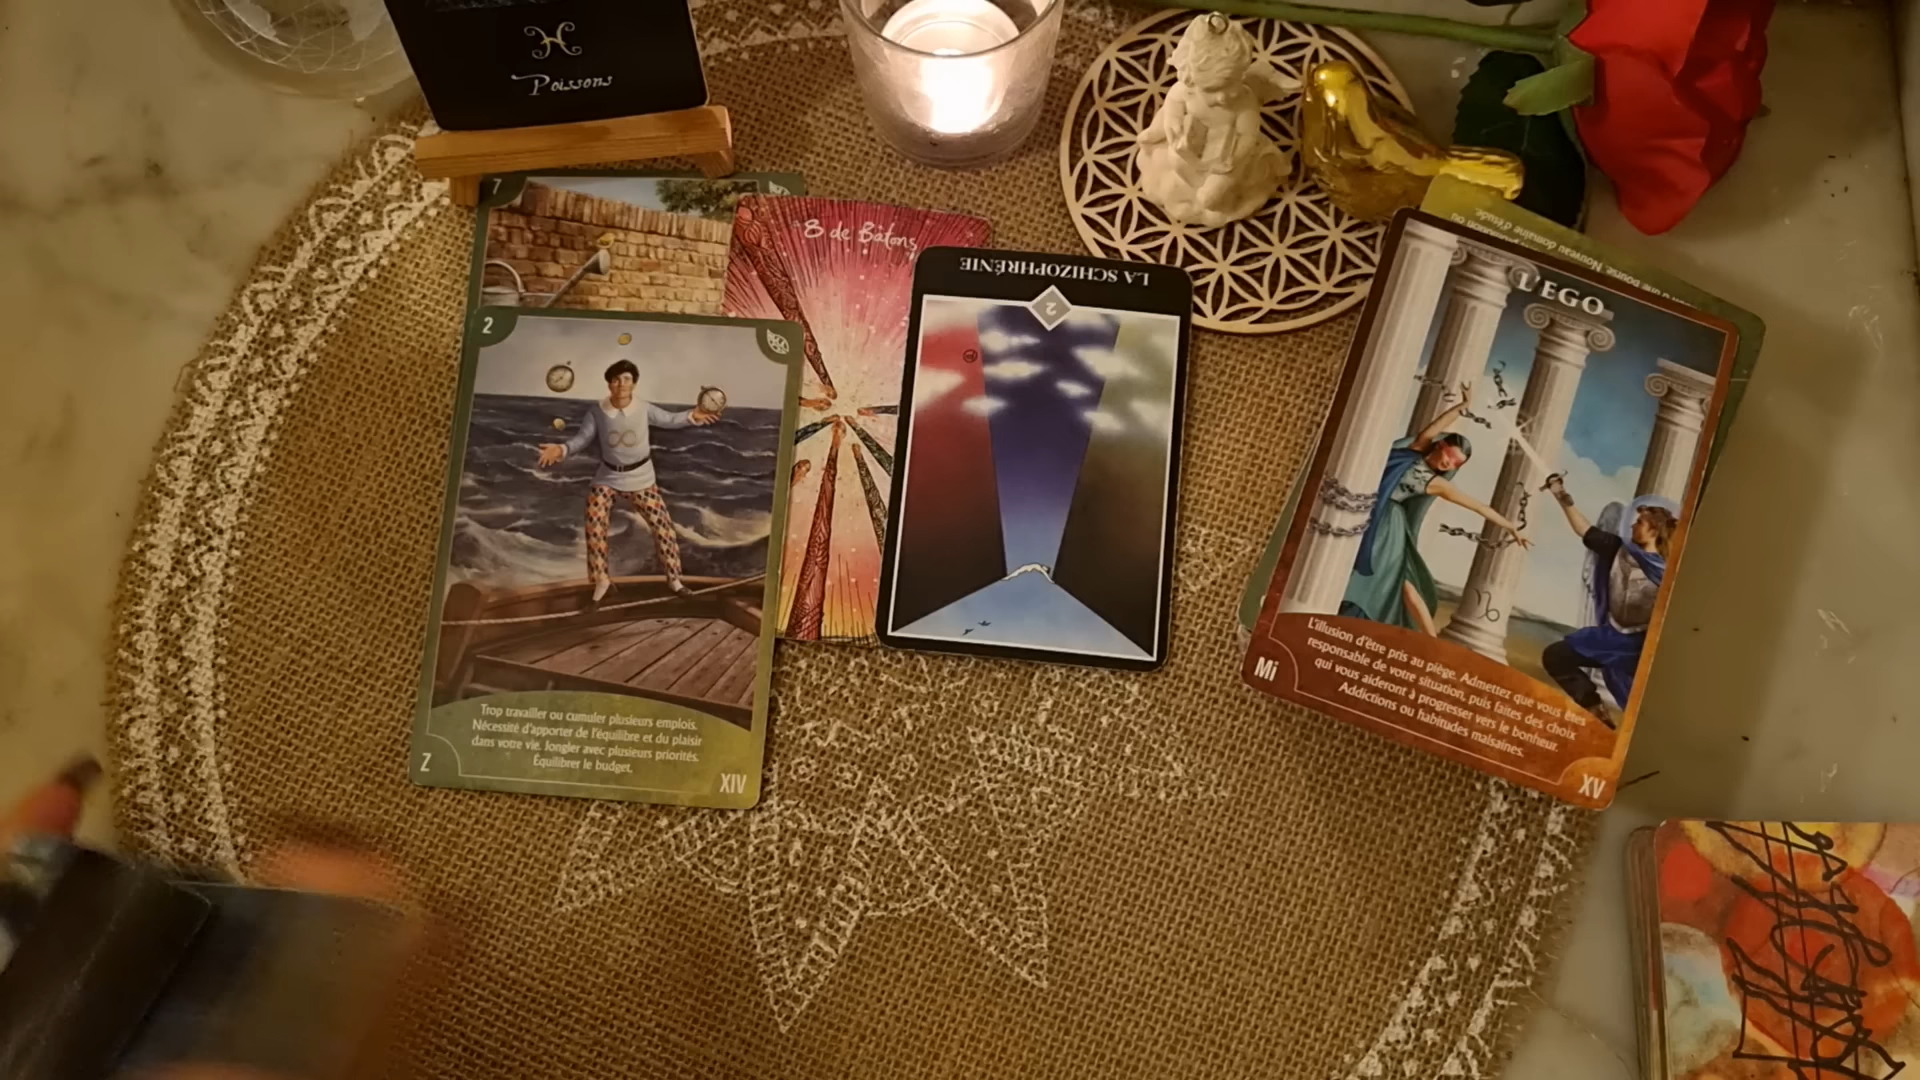 Poissons
7
8 de Bâtons
2
Trop travailler ou cumuler plusieurs emplois.
Nécessité d'apporter de l'équilibre et du plaisir
dans votre vie. Jongler avec plusieurs priorités.
Équilibrer le budget.
Z
XIV
LA SCHIZOPHRÉNIE
2
Nouveau domaine d'étude.
L'EGO
L'illusion d'être pris au piège. Admettez que vous êtes
responsable de votre situation, puis faites des choix
qui vous aideront à progresser vers le bonheur.
Addictions ou habitudes malsaines.
Mi
XV